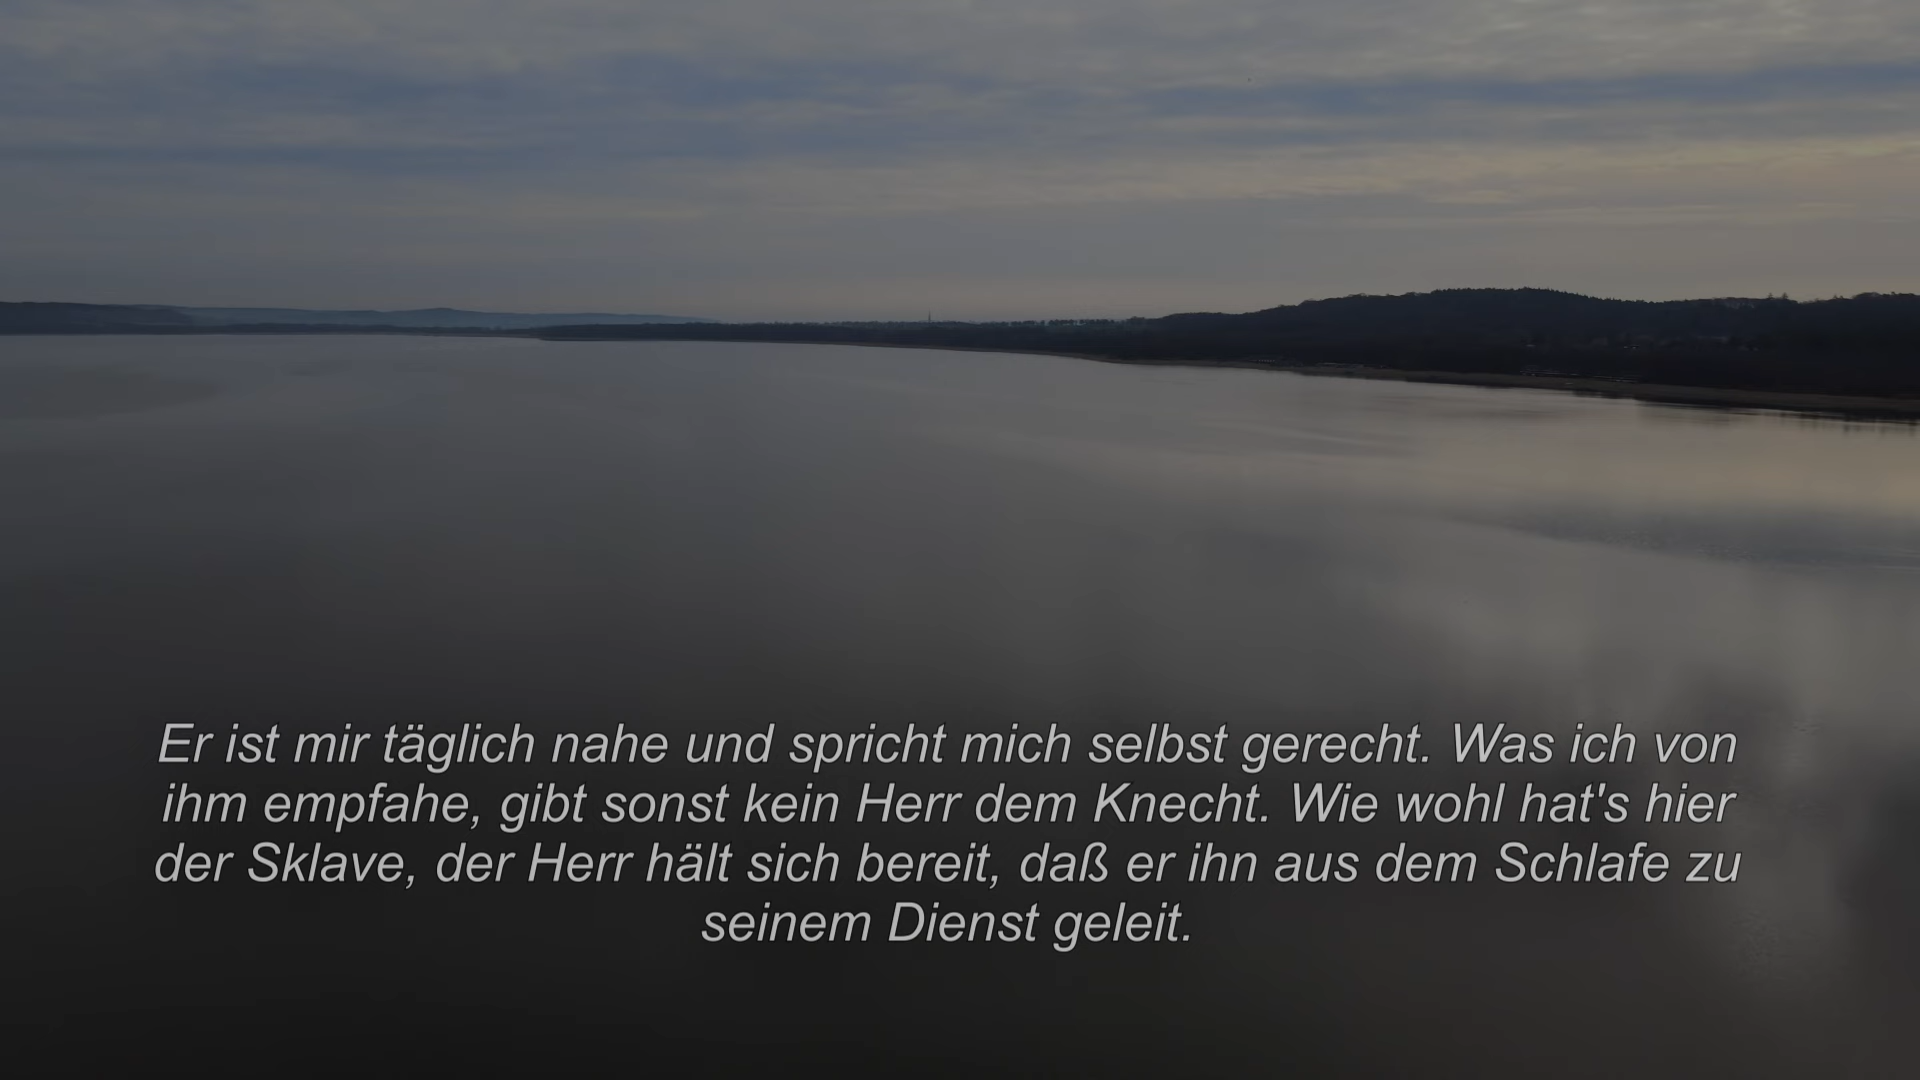 Er ist mir täglich nahe und spricht mich selbst gerecht. Was ich von
ihm empfahe, gibt sonst kein Herr dem Knecht. Wie wohl hat's hier
der Sklave, der Herr hält sich bereit, daß er ihn aus dem Schlafe zu
seinem Dienst geleit.